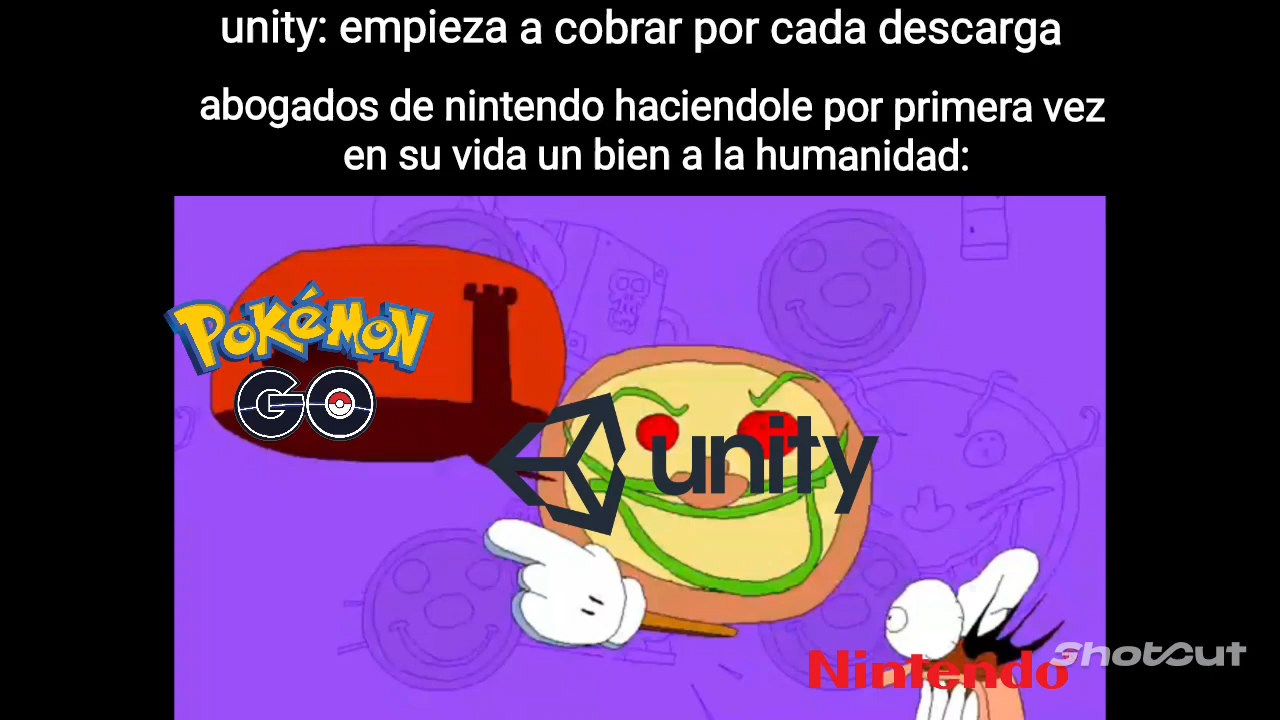 unity: empieza a cobrar por cada descarga
abogados de nintendo haciendole por primera vez
en su vida un bien a la humanidad:
POKéMON
GO
unity
Nintendo
ShotCut